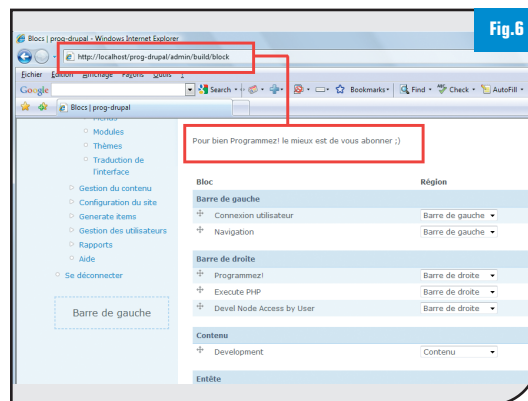 Fig.6
Blocs | prog-drupal - Windows Internet Explorer
http://localhost/prog-drupal/admin/build/block
Fichier Edition Affichage Favoris Outils ?
Google Search Bookmarks Find Check AutoFill
Blocs | prog-drupal
Menus
Modules
Thèmes
Traduction de
l'interface
Gestion du contenu
Configuration du site
Generate items
Gestion des utilisateurs
Rapports
Aide
Se déconnecter
Barre de gauche
Pour bien Programmez! le mieux est de vous abonner ;)
Bloc Région
Barre de gauche
Connexion utilisateur Barre de gauche
Navigation Barre de gauche
Barre de droite
Programmez! Barre de droite
Execute PHP Barre de droite
Devel Node Access by User Barre de droite
Contenu
Development Contenu
Entête